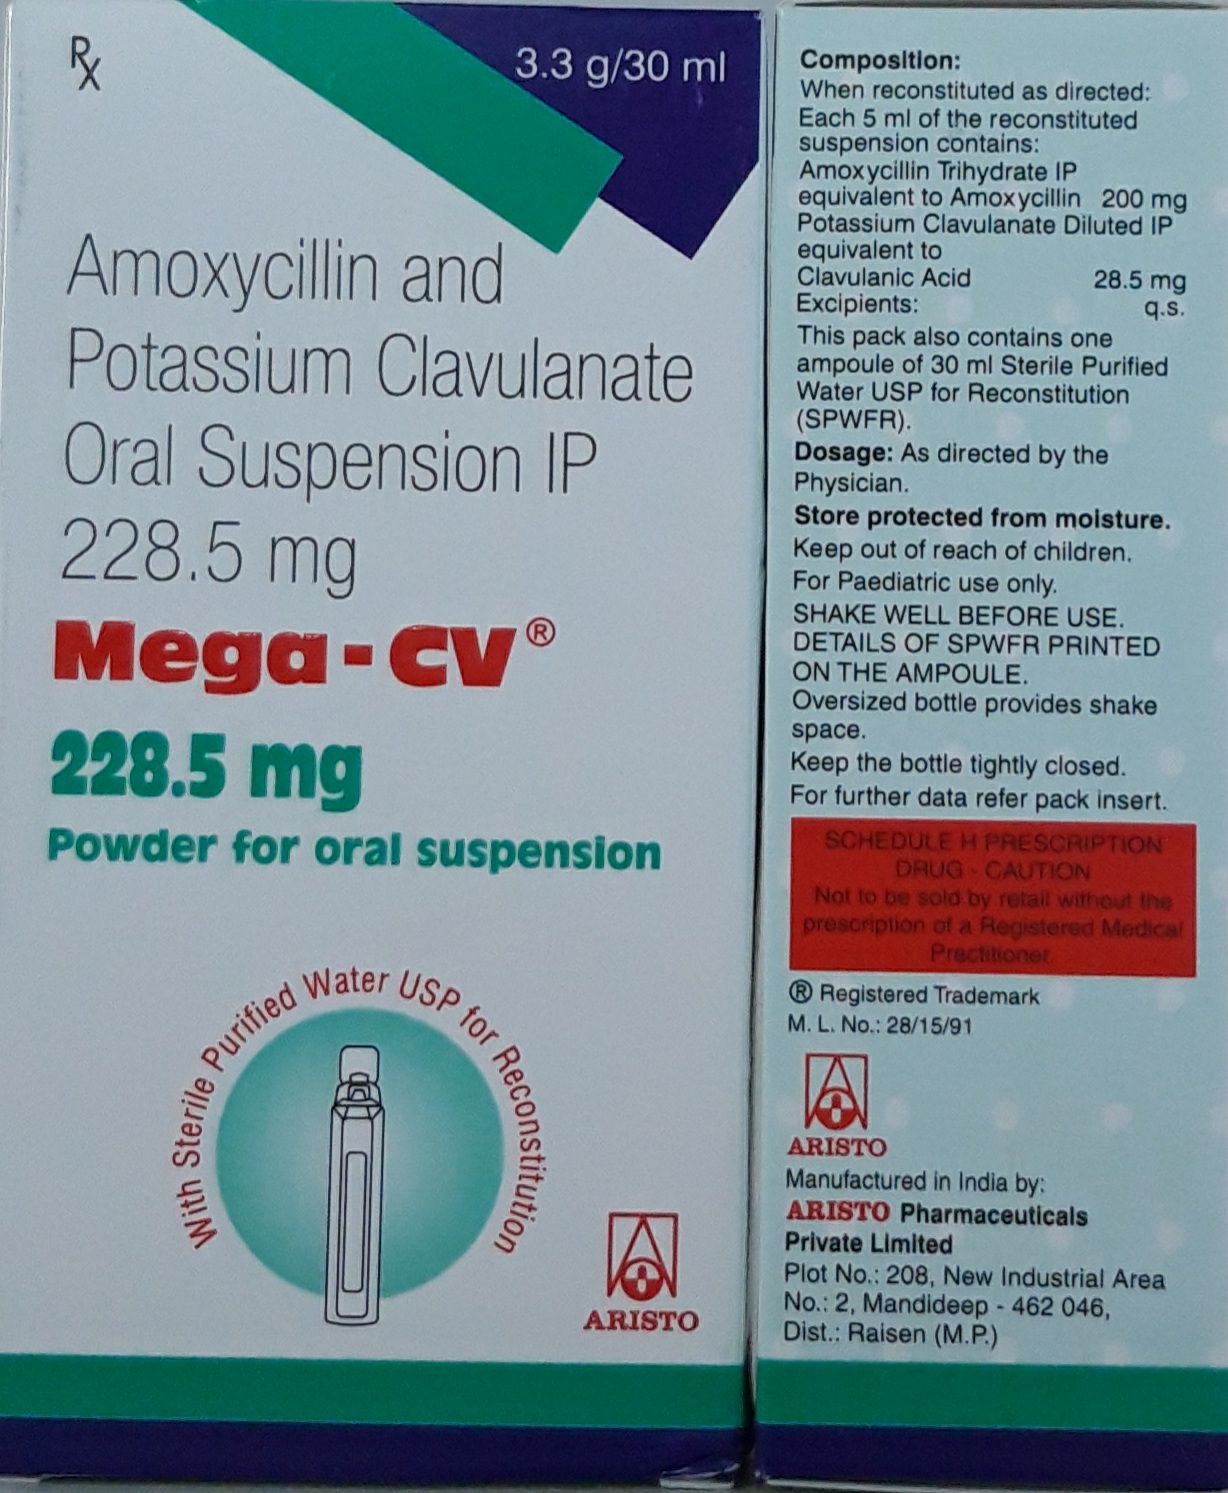 Rx
3.3 g/30 ml
Amoxycillin and
Potassium Clavulanate
Oral Suspension IP
228.5 mg
Mega-CV®
228.5 mg
Powder for oral suspension
With Sterile Purified Water USP for Reconstitution
ARISTO
Composition:
When reconstituted as directed:
Each 5 ml of the reconstituted
suspension contains:
Amoxycillin Trihydrate IP
equivalent to Amoxycillin 200 mg
Potassium Clavulanate Diluted IP
equivalent to
Clavulanic Acid 28.5 mg
Excipients: q.s.
This pack also contains one
ampoule of 30 ml Sterile Purified
Water USP for Reconstitution
(SPWFR).
Dosage: As directed by the
Physician.
Store protected from moisture.
Keep out of reach of children.
For Paediatric use only.
SHAKE WELL BEFORE USE.
DETAILS OF SPWFR PRINTED
ON THE AMPOULE.
Oversized bottle provides shake
space.
Keep the bottle tightly closed.
For further data refer pack insert.
SCHEDULE H PRESCRIPTION
DRUG - CAUTION
Not to be sold by retail without the
prescription of a Registered Medical
Practitioner.
® Registered Trademark
M. L. No.: 28/15/91
ARISTO
Manufactured in India by:
ARISTO Pharmaceuticals
Private Limited
Plot No.: 208, New Industrial Area
No.: 2, Mandideep - 462 046,
Dist.: Raisen (M.P.)